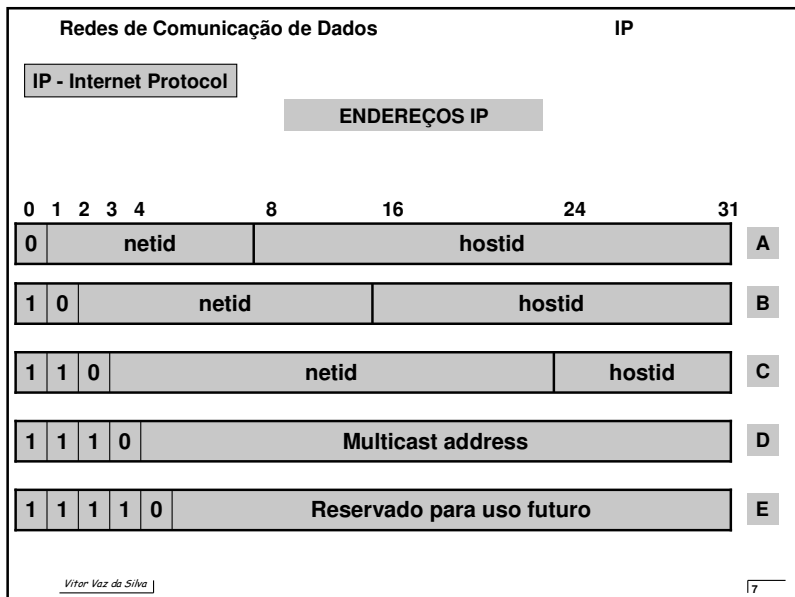 Redes de Comunicação de Dados IP
IP - Internet Protocol
ENDEREÇOS IP
0 1 2 3 4 8 16 24 31
0 netid hostid A
1 0 netid hostid B
1 1 0 netid hostid C
1 1 1 0 Multicast address D
1 1 1 1 0 Reservado para uso futuro E
Vitor Vaz da Silva 7